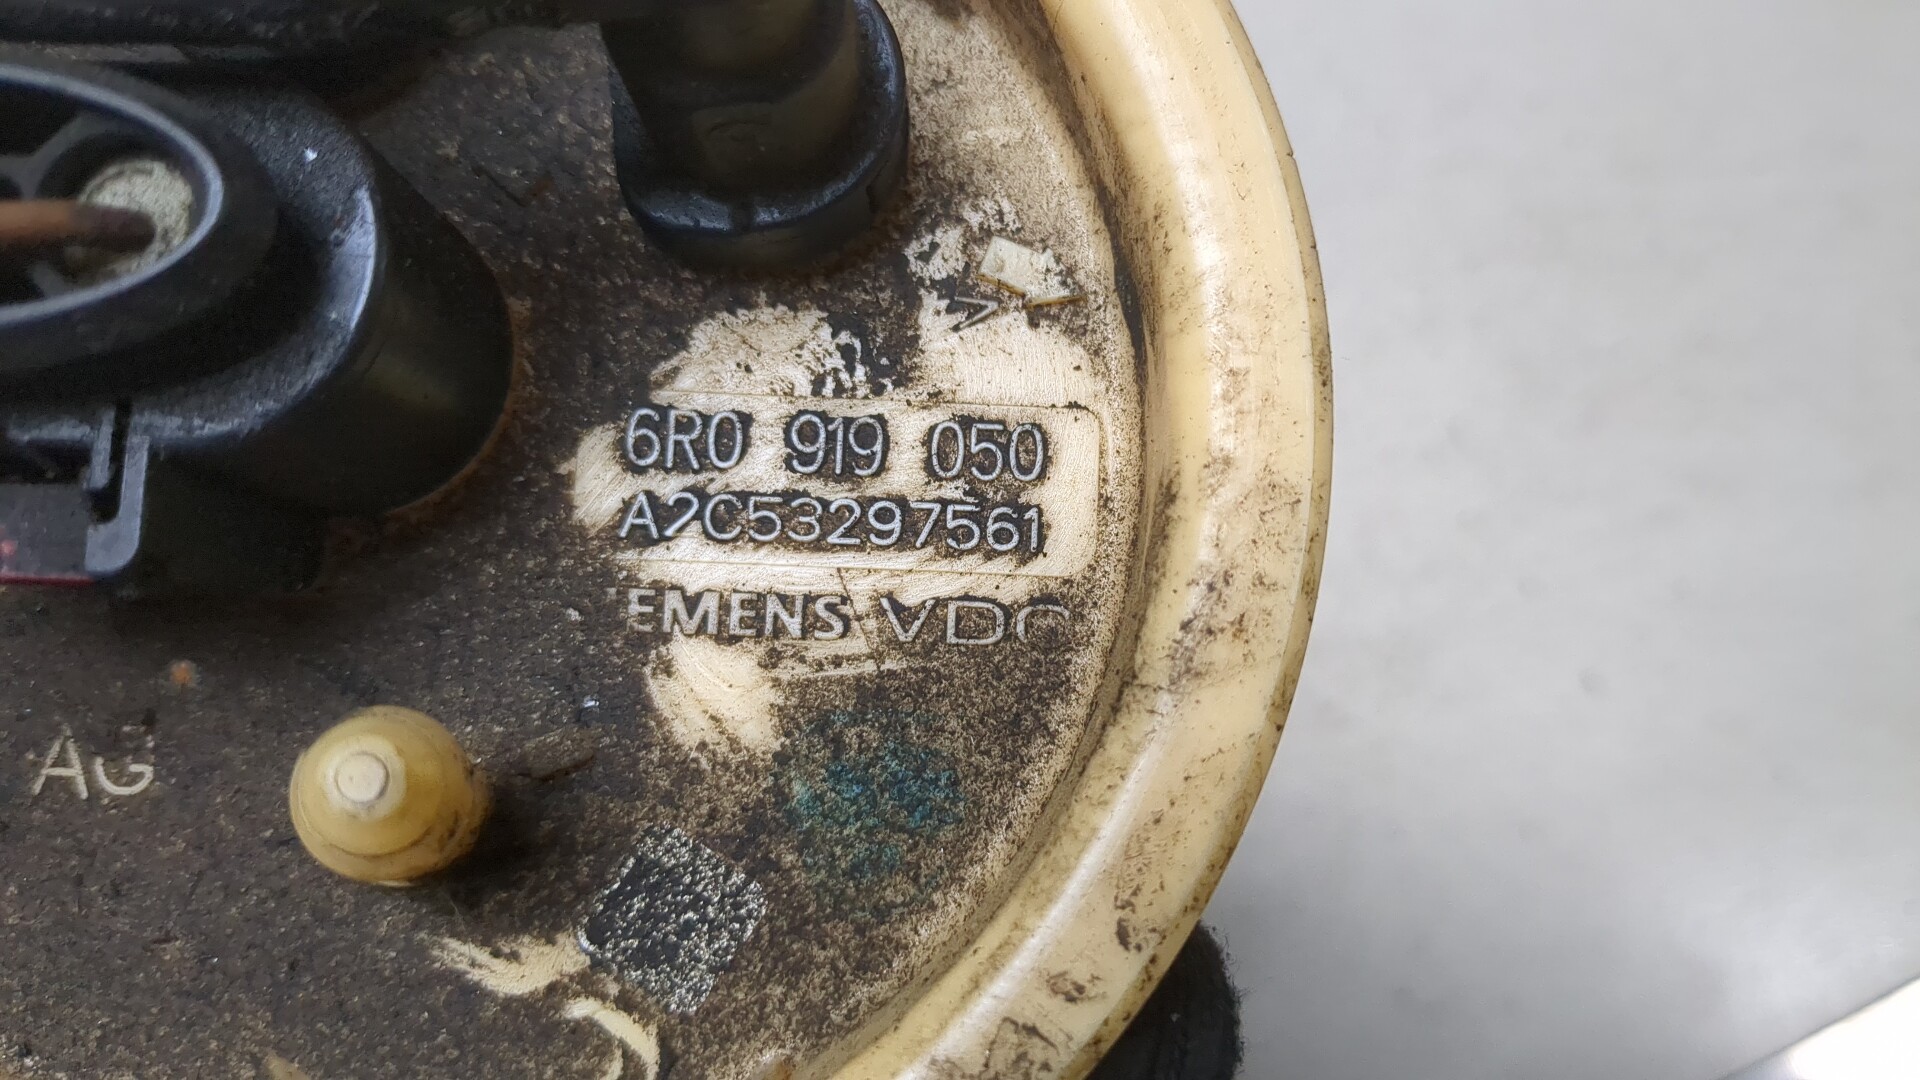 6R0 919 050
A2C53297561
EMENS VDO
AG